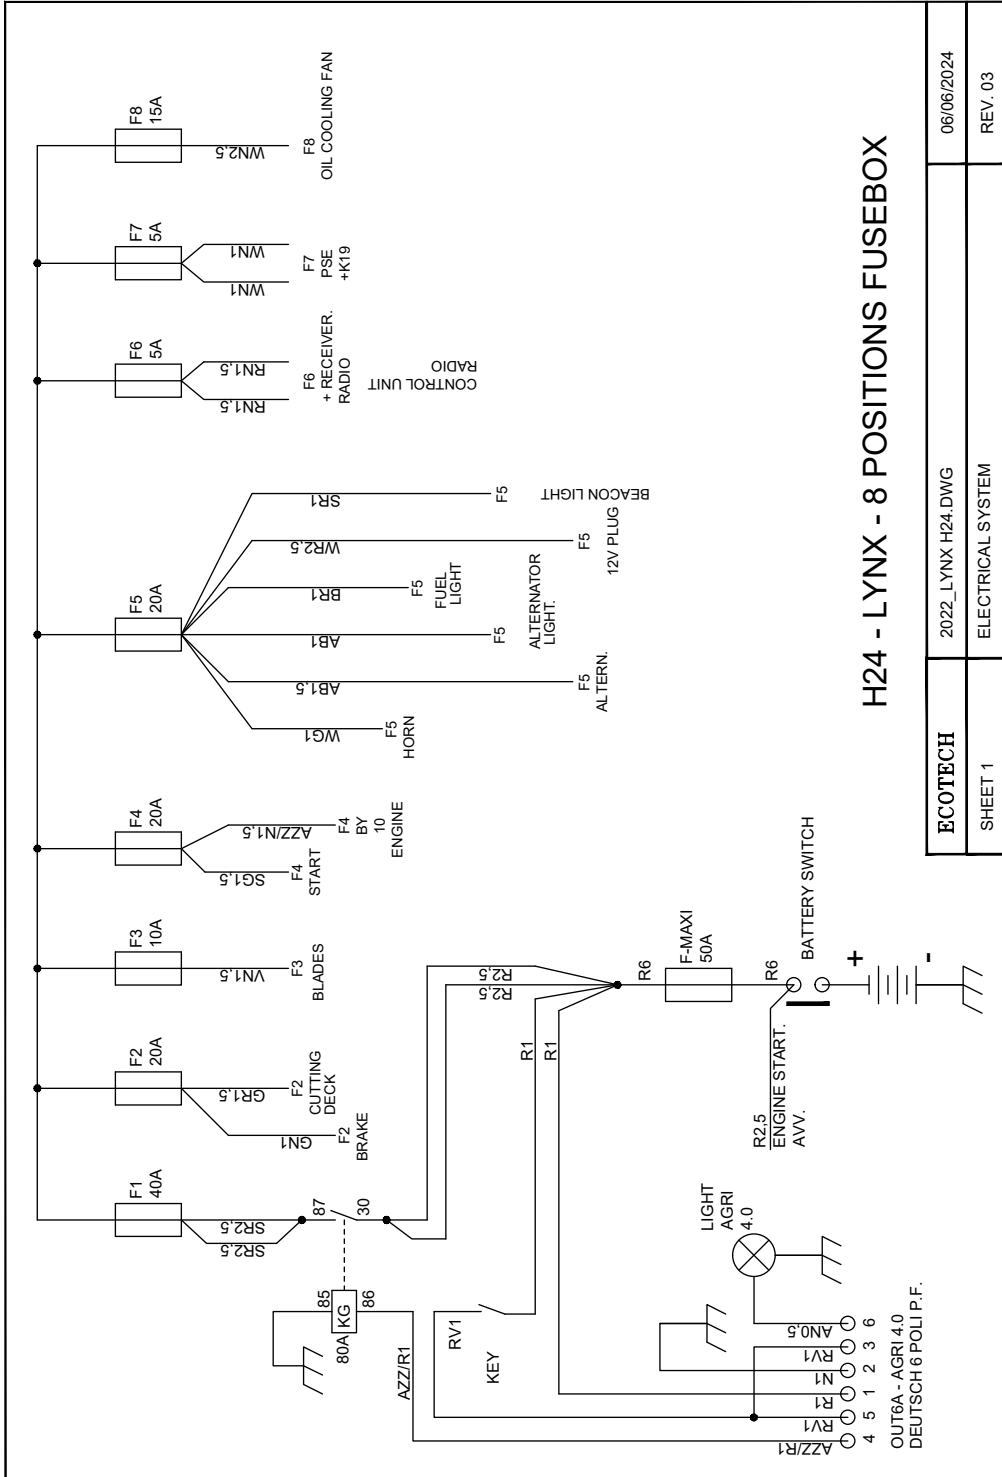 F1
40A
SR2,5
SR2,5
87
30
85
86
KG
80A
AZZ/R1
F2
20A
GN1
GR1,5
F2
BRAKE
F2
CUTTING
DECK
F3
10A
VN1,5
F3
BLADES
F4
20A
SG1,5
AZZ/N1,5
F4
START
F4
BY
10
ENGINE
F5
20A
WG1
AB1,5
AB1
BR1
WR2,5
SR1
F5
HORN
F5
ALTERN.
F5
ALTERNATOR
LIGHT.
F5
FUEL
LIGHT
F5
12V PLUG
F5
BEACON LIGHT
F6
5A
RN1,5
RN1,5
F6
+ RECEIVER.
RADIO
CONTROL UNIT
RADIO
F7
5A
WN1
WN1
F7
PSE
+K19
F8
15A
WN2,5
F8
OIL COOLING FAN
R2,5
R2,5
R1
R1
RV1
KEY
R6
F-MAXI
50A
R6
BATTERY SWITCH
+
-
R2,5
ENGINE START.
AVV.
LIGHT
AGRI
4.0
AZZ/R1
RV1
R1
N1
RV1
AN0,5
4
5
1
2
3
6
OUT6A - AGRI 4.0
DEUTSCH 6 POLI P.F.
H24 - LYNX - 8 POSITIONS FUSEBOX
ECOTECH
2022_LYNX H24.DWG
06/06/2024
SHEET 1
ELECTRICAL SYSTEM
REV. 03